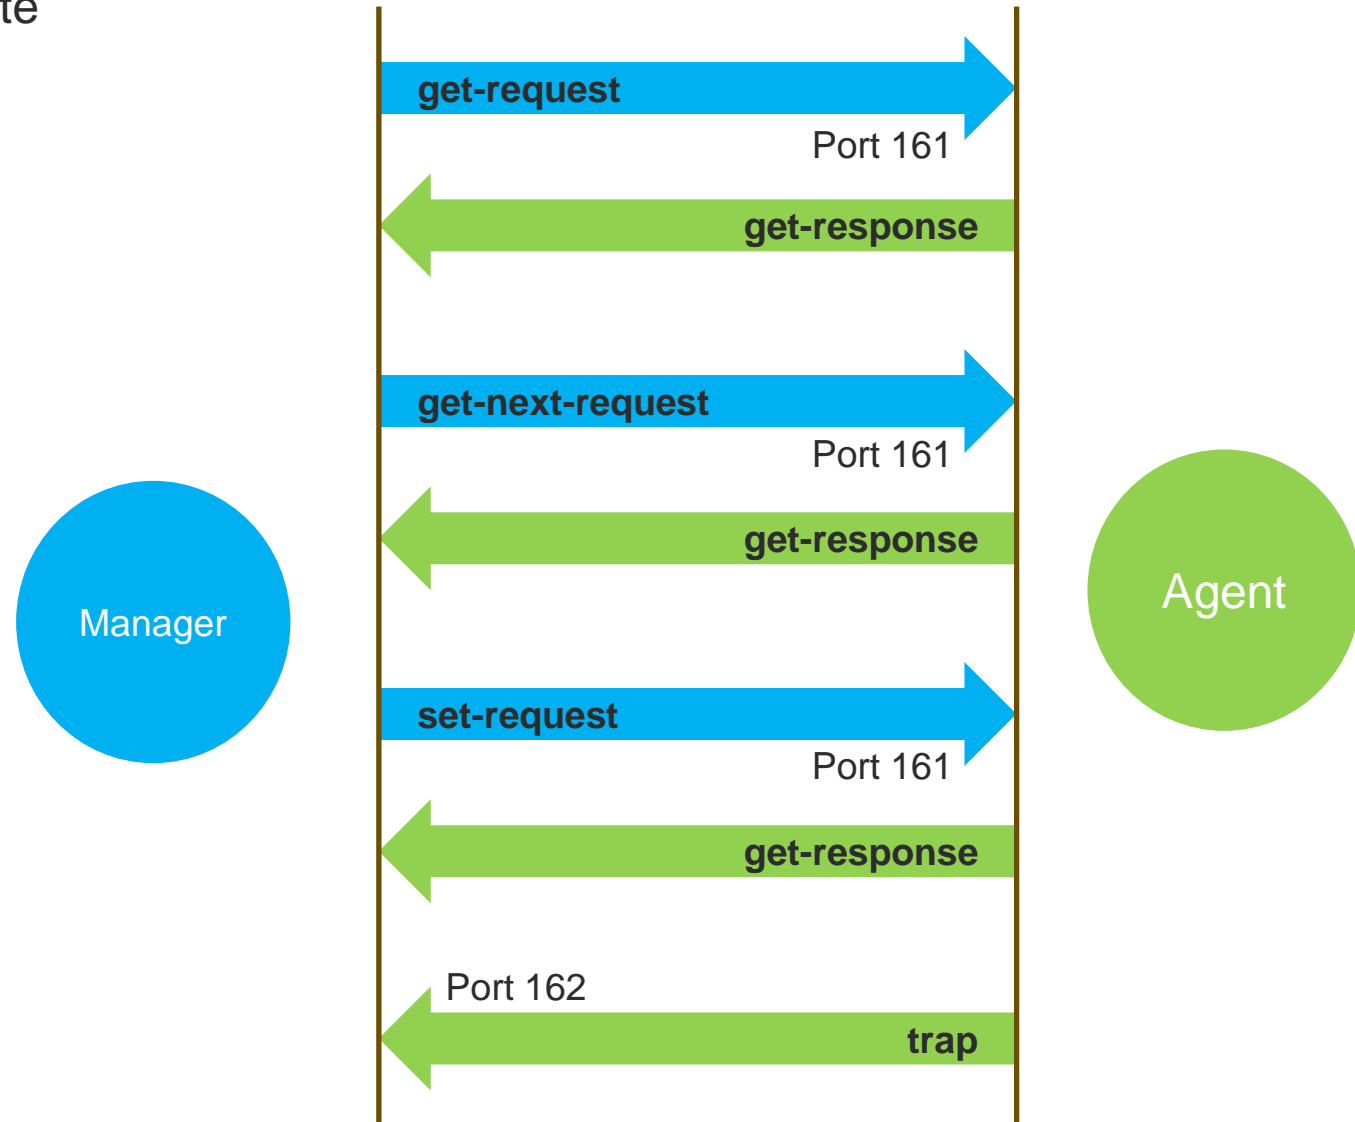 get-request
Port 161
get-response
get-next-request
Port 161
get-response
Manager
Agent
set-request
Port 161
get-response
Port 162
trap